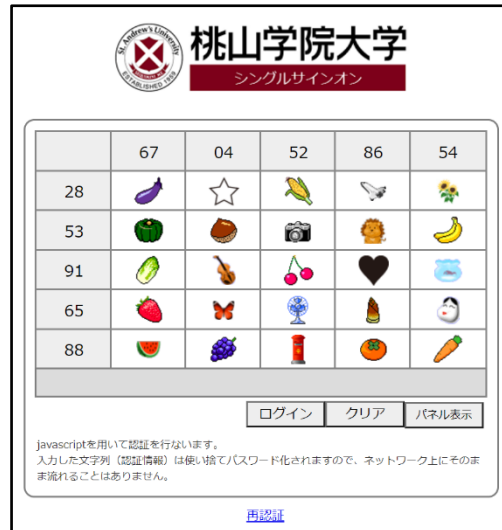 St. Andrew's University
ESTABLISHED 1959
桃山学院大学
シングルサインオン
67 04 52 86 54
28
53
91
65
88
ログイン クリア パネル表示
javascriptを用いて認証を行ないます。
入力した文字列（認証情報）は使い捨てパスワード化されますので、ネットワーク上にそのま
ま流れることはありません。
再認証